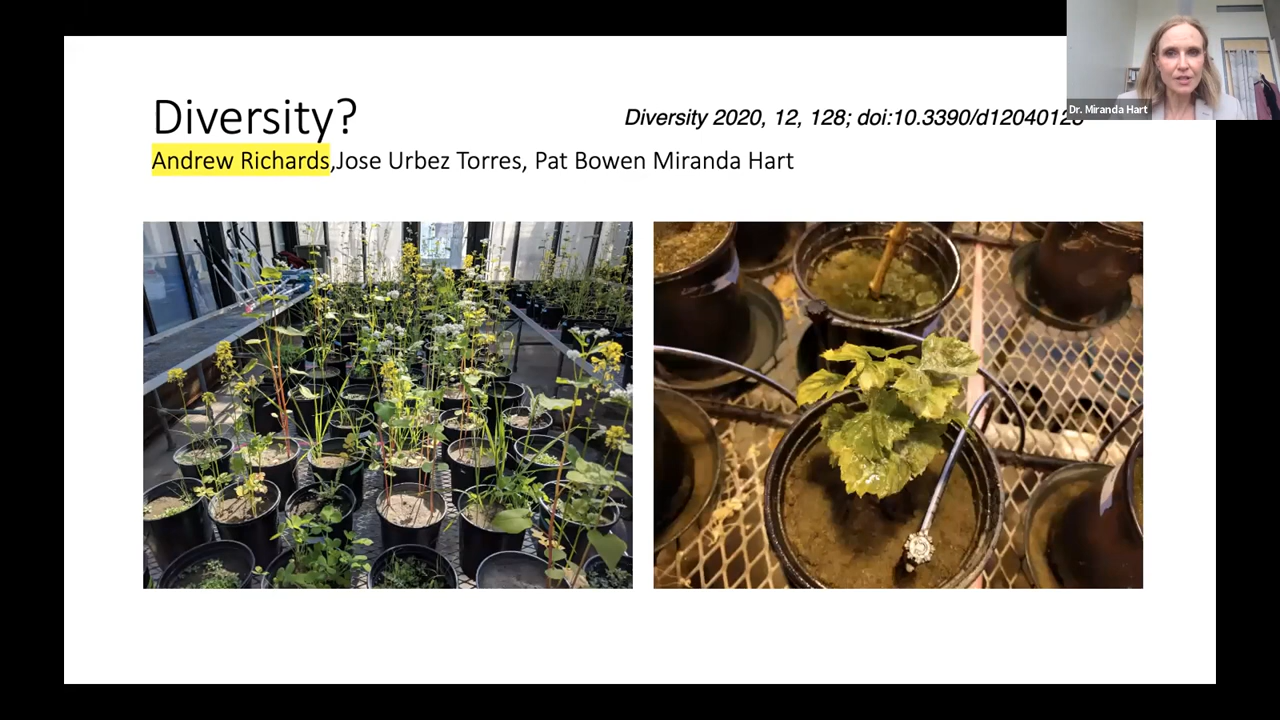 Diversity?
Diversity 2020, 12, 128; doi:10.3390/d12040128
Andrew Richards,Jose Urbez Torres, Pat Bowen Miranda Hart
Dr. Miranda Hart